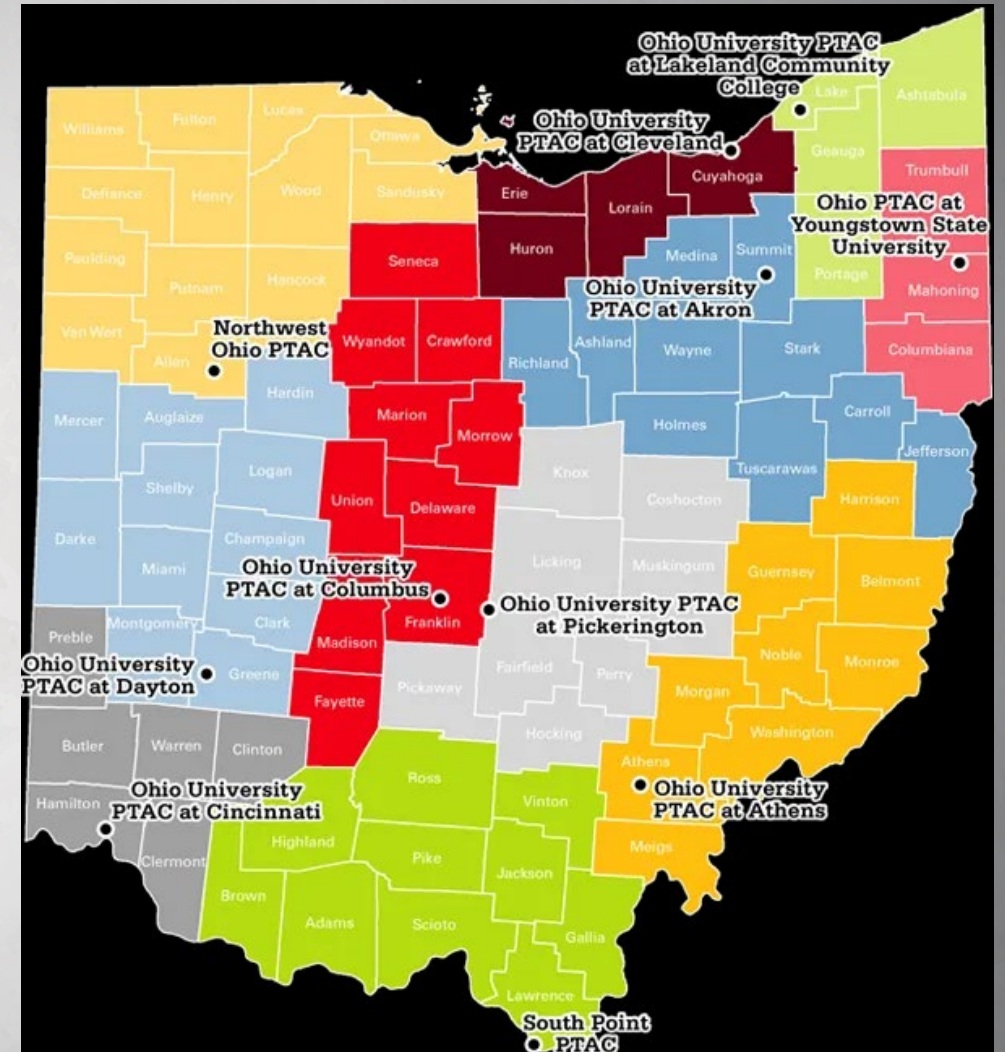 Ohio University PTAC
at Lakeland Community
College
Lake
Ashtabula
Geauga
Ohio University
PTAC at Cleveland
Cuyahoga
Trumbull
Williams
Fulton
Lucas
Ottawa
Defiance
Henry
Wood
Sandusky
Erie
Lorain
Huron
Ohio PTAC at
Youngstown State
University
Medina
Summit
Portage
Mahoning
Paulding
Putnam
Hancock
Seneca
Ohio University
PTAC at Akron
Van Wert
Allen
Northwest
Ohio PTAC
Wyandot
Crawford
Richland
Ashland
Wayne
Stark
Columbiana
Mercer
Auglaize
Hardin
Marion
Morrow
Holmes
Tuscarawas
Carroll
Jefferson
Shelby
Logan
Union
Delaware
Knox
Coshocton
Harrison
Darke
Miami
Champaign
Licking
Muskingum
Guernsey
Belmont
Ohio University
PTAC at Columbus
Franklin
Ohio University PTAC
at Pickerington
Preble
Montgomery
Clark
Madison
Ohio University
PTAC at Dayton
Greene
Fayette
Pickaway
Fairfield
Perry
Morgan
Noble
Monroe
Butler
Warren
Clinton
Hocking
Washington
Athens
Ohio University
PTAC at Athens
Hamilton
Ohio University
PTAC at Cincinnati
Clermont
Ross
Vinton
Highland
Pike
Jackson
Meigs
Brown
Adams
Scioto
Gallia
Lawrence
South Point
PTAC